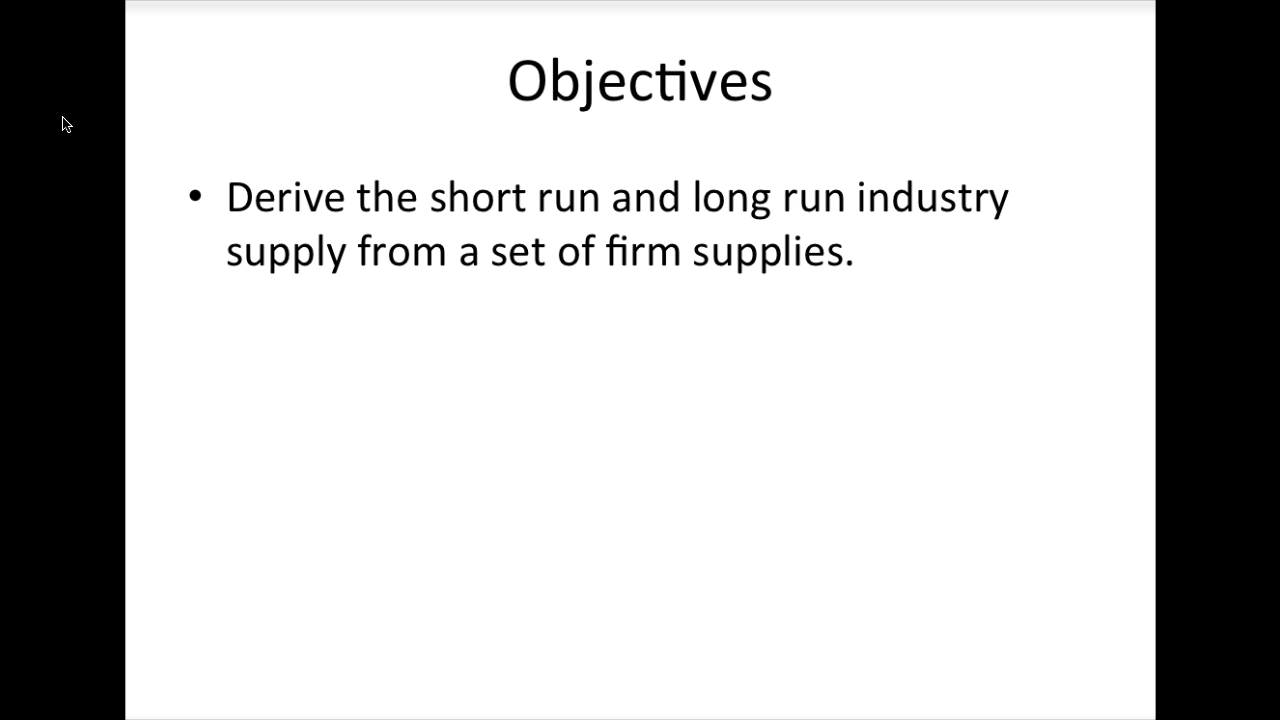 Objectives
• Derive the short run and long run industry
supply from a set of firm supplies.